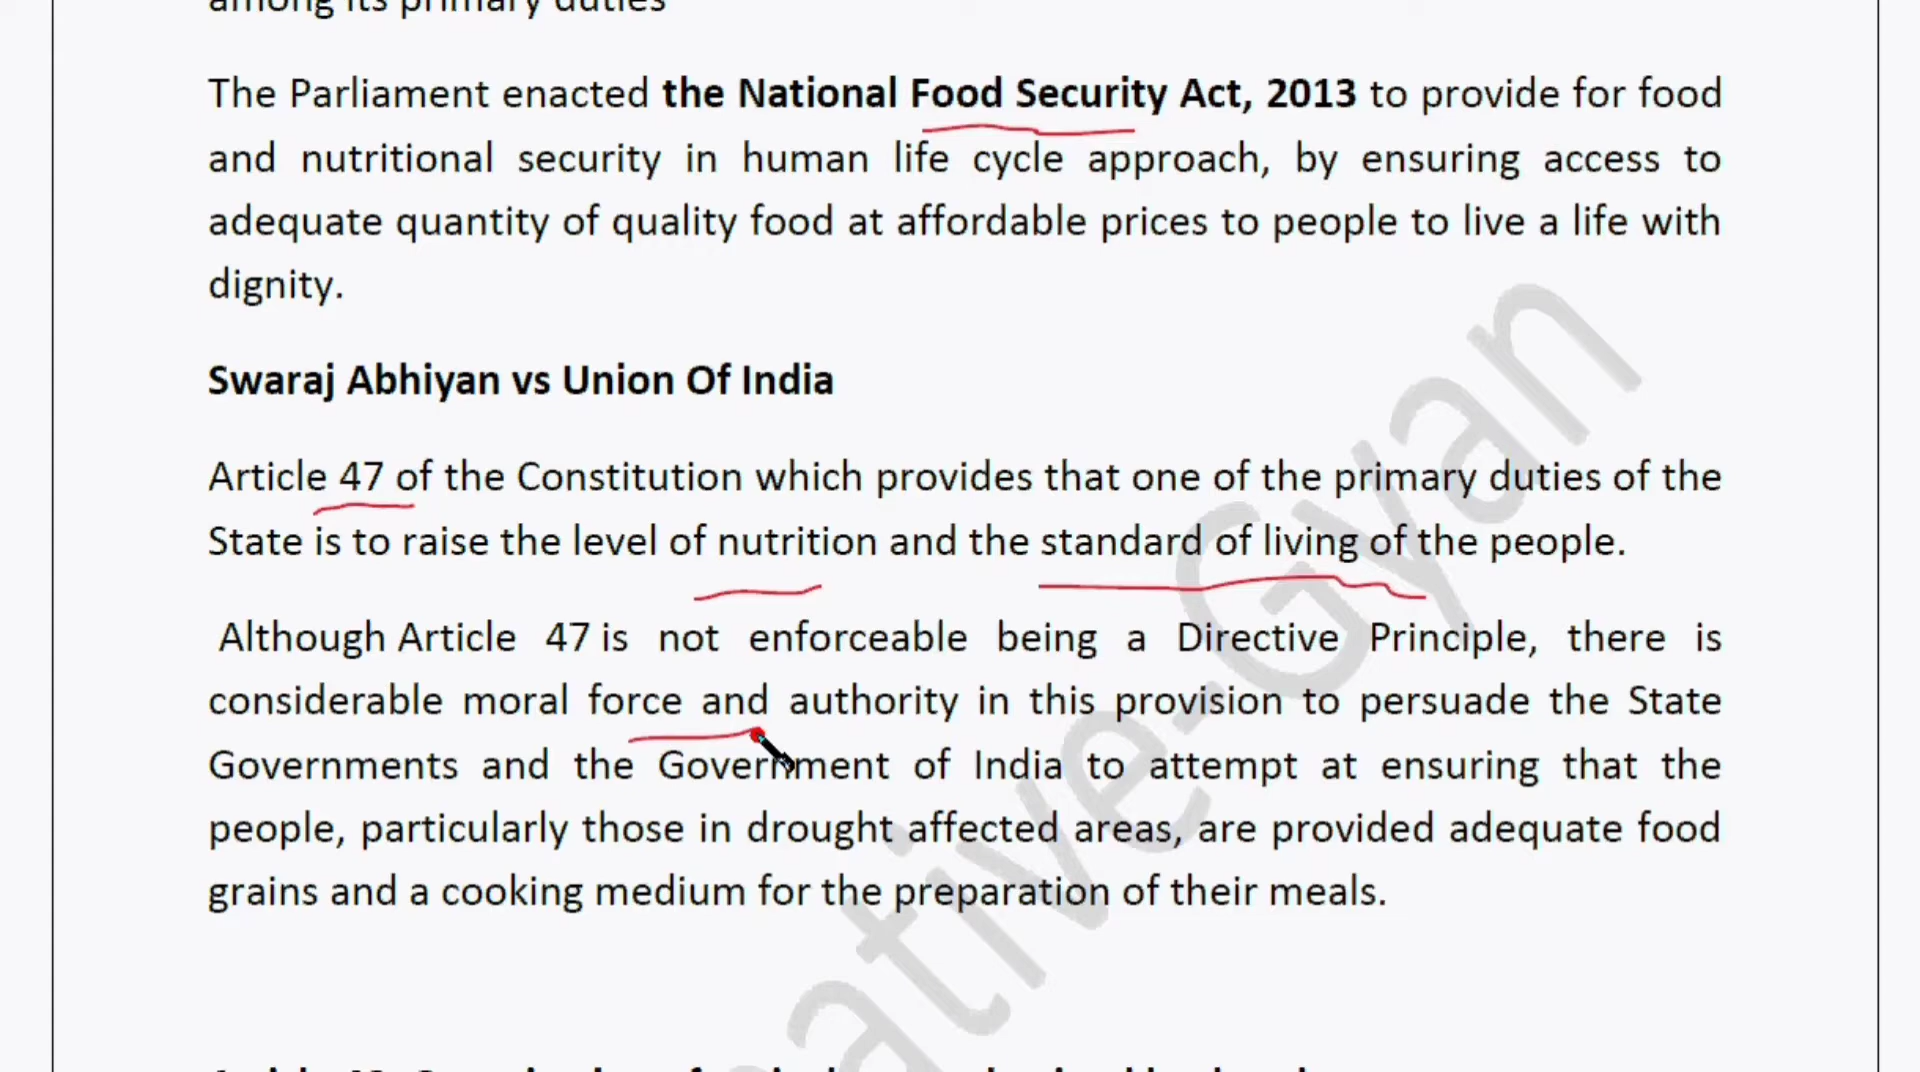 among its primary duties
The Parliament enacted the National Food Security Act, 2013 to provide for food
and nutritional security in human life cycle approach, by ensuring access to
adequate quantity of quality food at affordable prices to people to live a life with
dignity.
Swaraj Abhiyan vs Union Of India
Article 47 of the Constitution which provides that one of the primary duties of the
State is to raise the level of nutrition and the standard of living of the people.
Although Article 47 is not enforceable being a Directive Principle, there is
considerable moral force and authority in this provision to persuade the State
Governments and the Government of India to attempt at ensuring that the
people, particularly those in drought affected areas, are provided adequate food
grains and a cooking medium for the preparation of their meals.
ative-Gyan